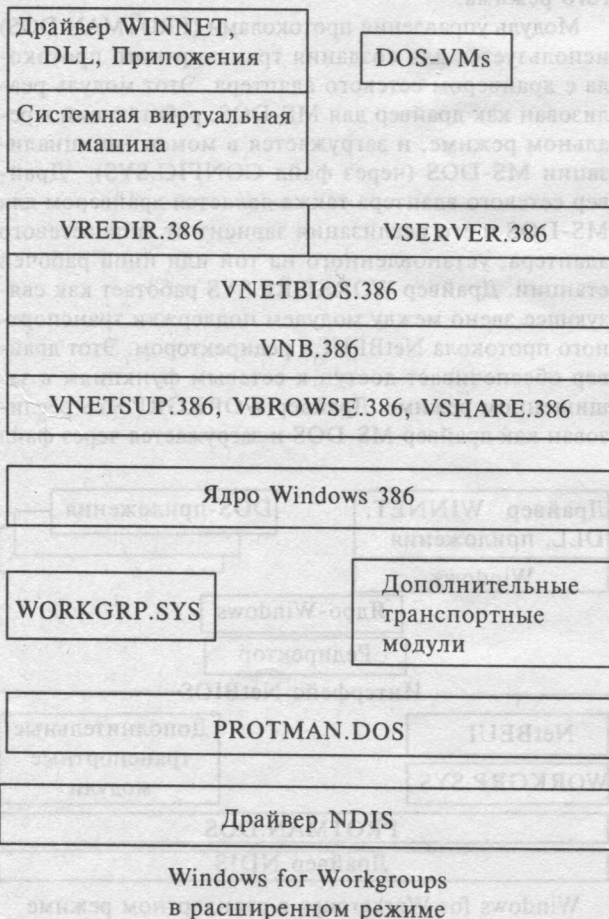 Драйвер WINNET,
DLL, Приложения
DOS VMs
Системная виртуальная
машина
VREDIR.386
VSERVER.386
VNETBIOS.386
VNB.386
VNETSUP.386, VBROWSE.386, VSHARE.386
Ядро Windows 386
WORKGRP.SYS
Дополнительные
транспортные
модули
PROTMAN.DOS
Драйвер NDIS
Windows for Workgroups
в расширенном режиме